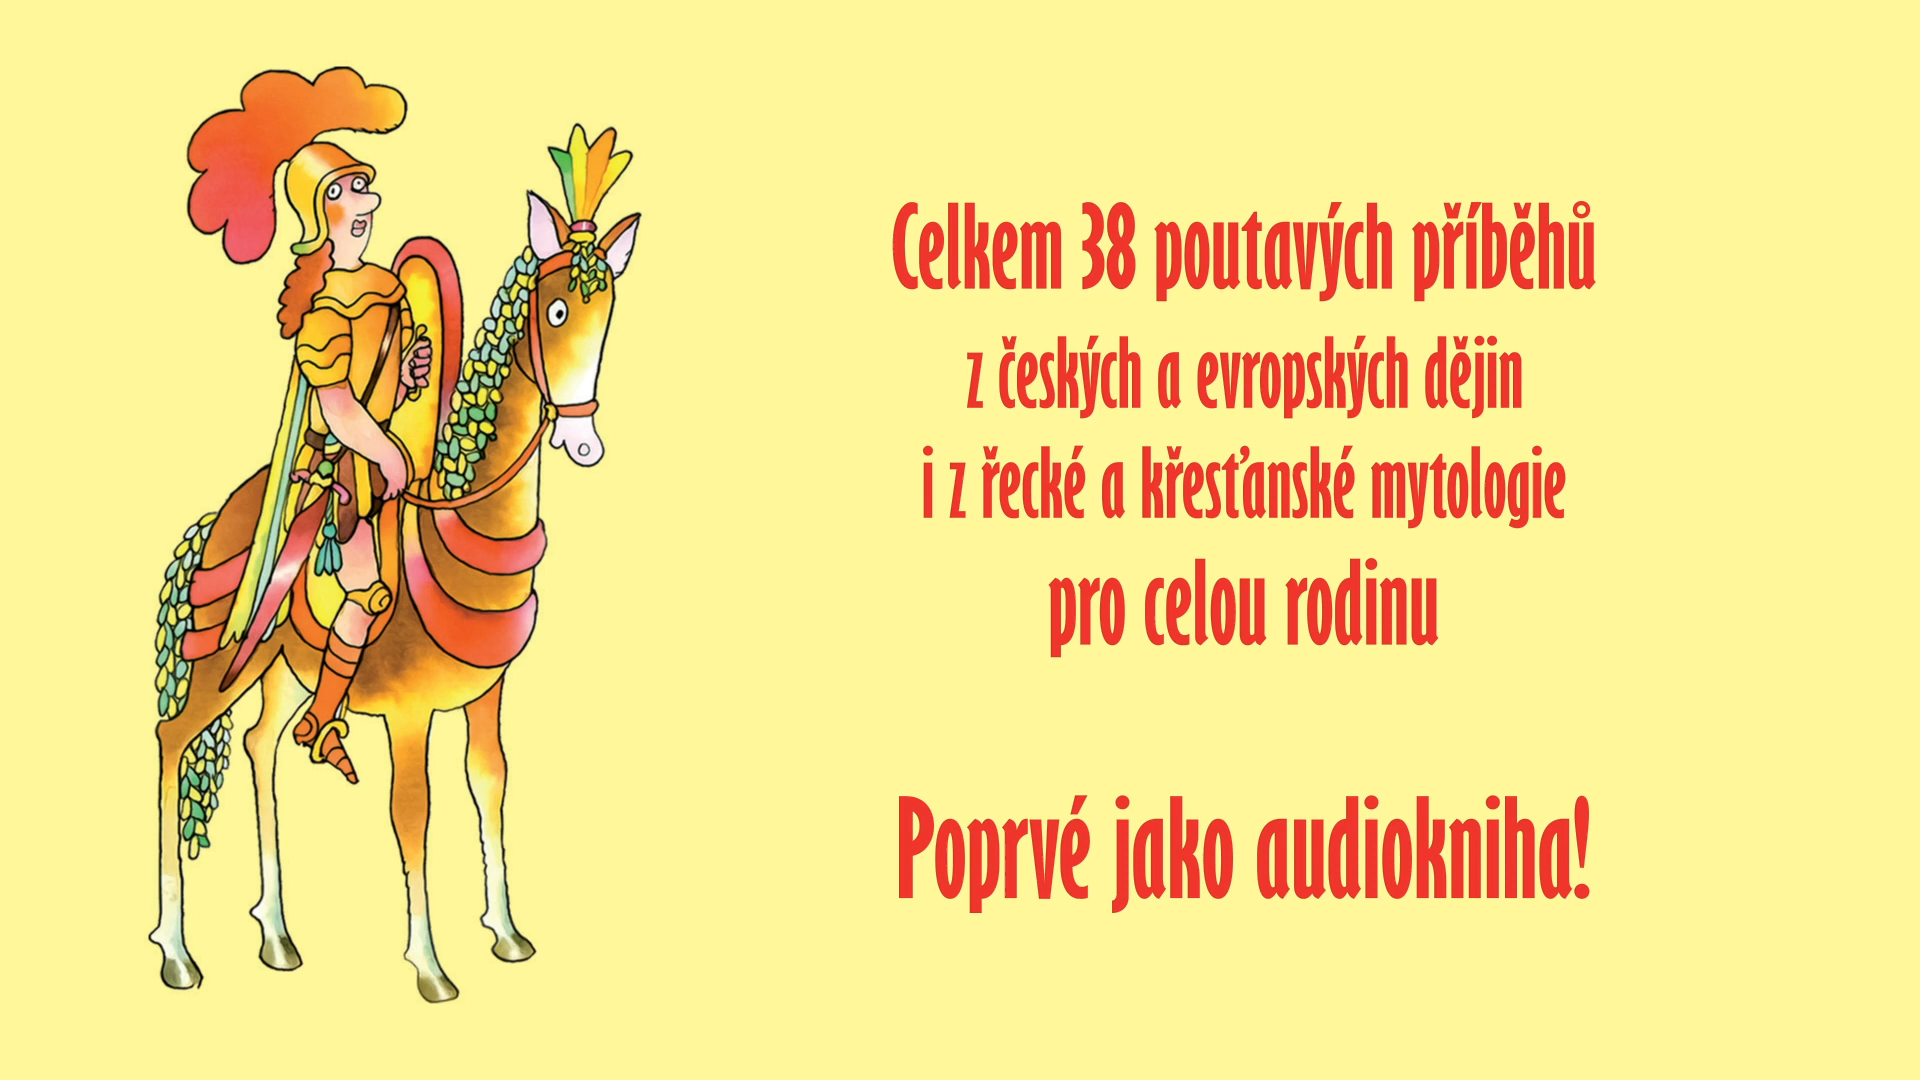 Celkem 38 poutavých příběhů
z českých a evropských dějin
i z řecké a křesťanské mytologie
pro celou rodinu
Poprvé jako audiokniha!